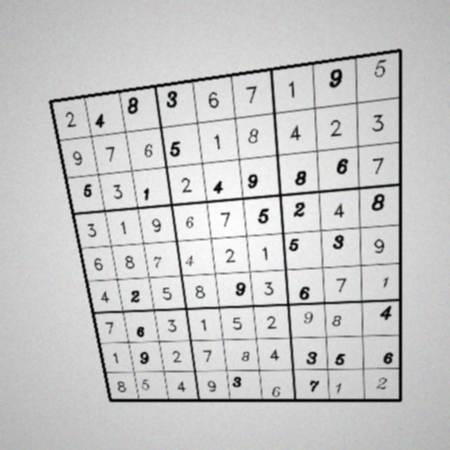 2 4 8 3 6 7 1 9 5
9 7 6 5 1 8 4 2 3
5 3 1 2 4 9 8 6 7
3 1 9 6 7 5 2 4 8
6 8 7 4 2 1 5 3 9
4 2 5 8 9 3 6 7 1
7 6 3 1 5 2 9 8 4
1 9 2 7 8 4 3 5 6
8 5 4 9 3 6 7 1 2